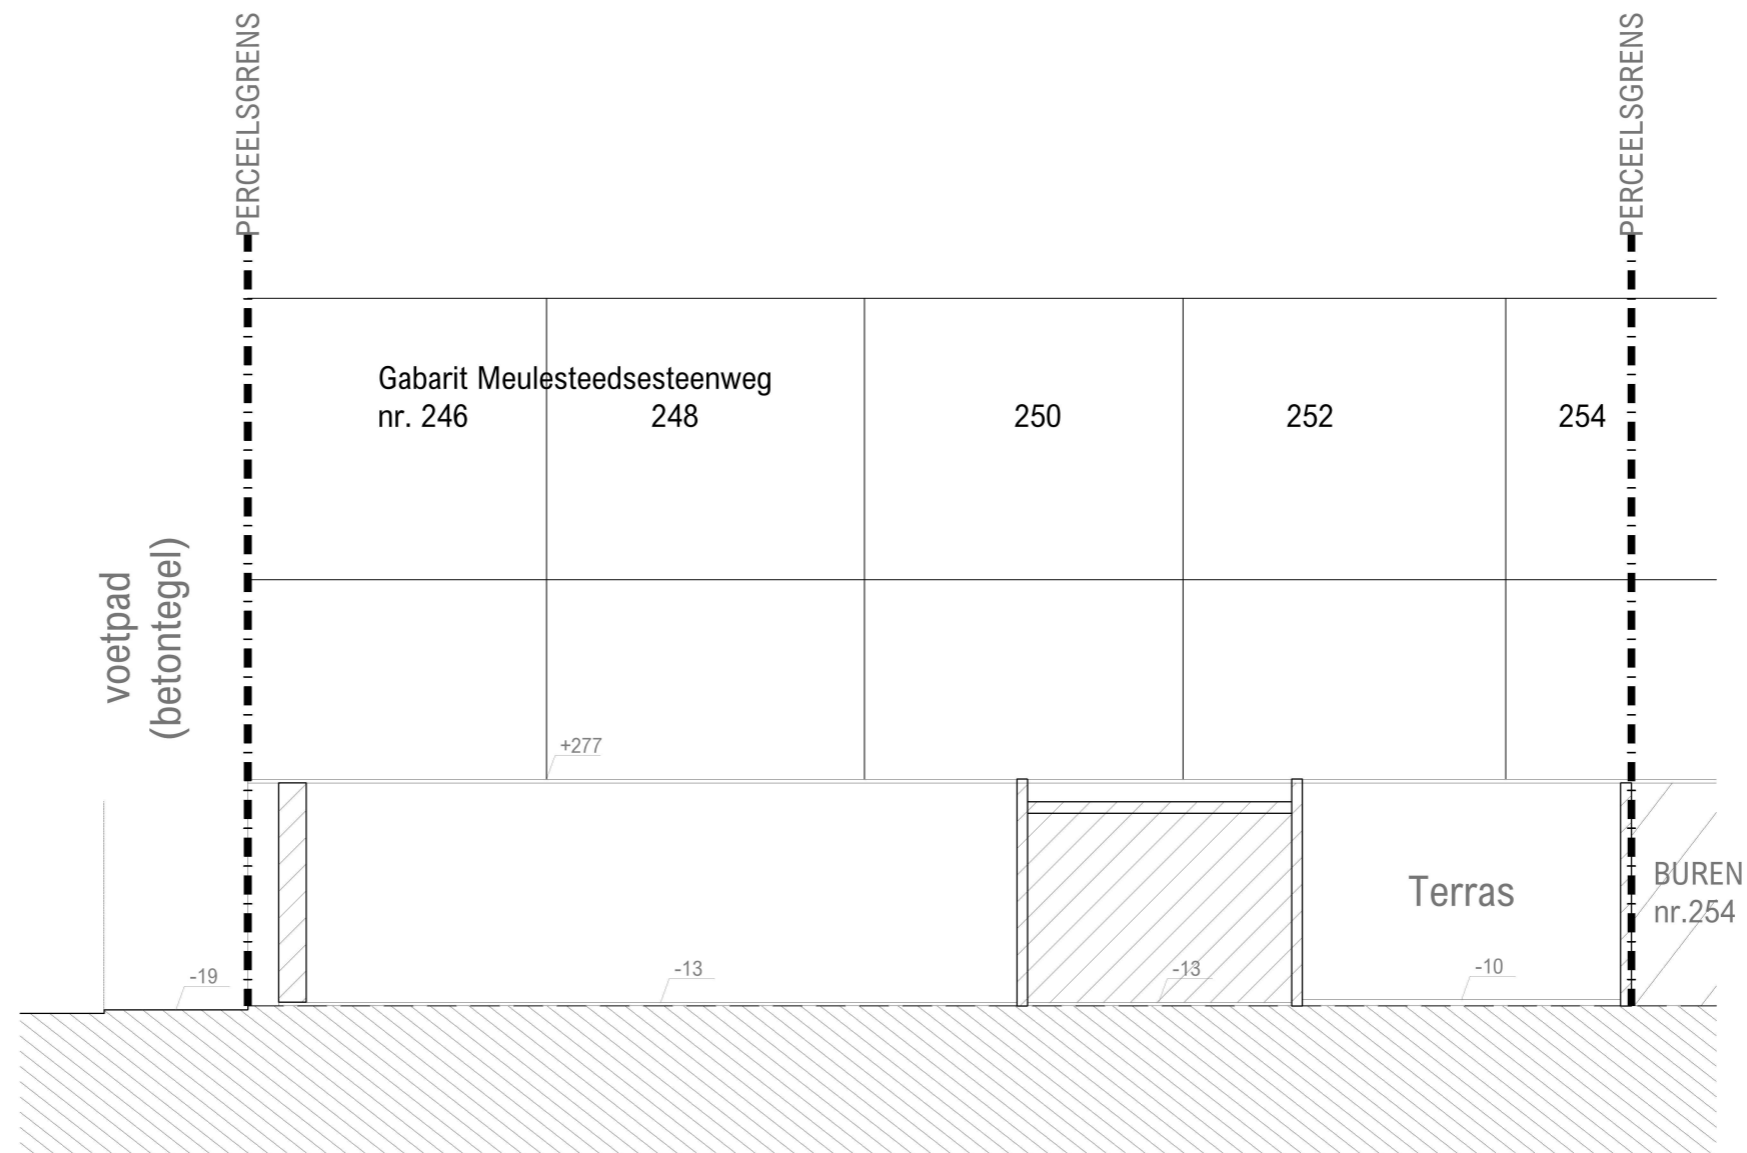 PERCEELSGRENS
PERCEELSGRENS
Gabarit Meulesteedsesteenweg
nr. 246 248 250 252 254
voetpad
(betontegel)
+277
Terras
BUREN
nr.254
-19
-13
-13
-10